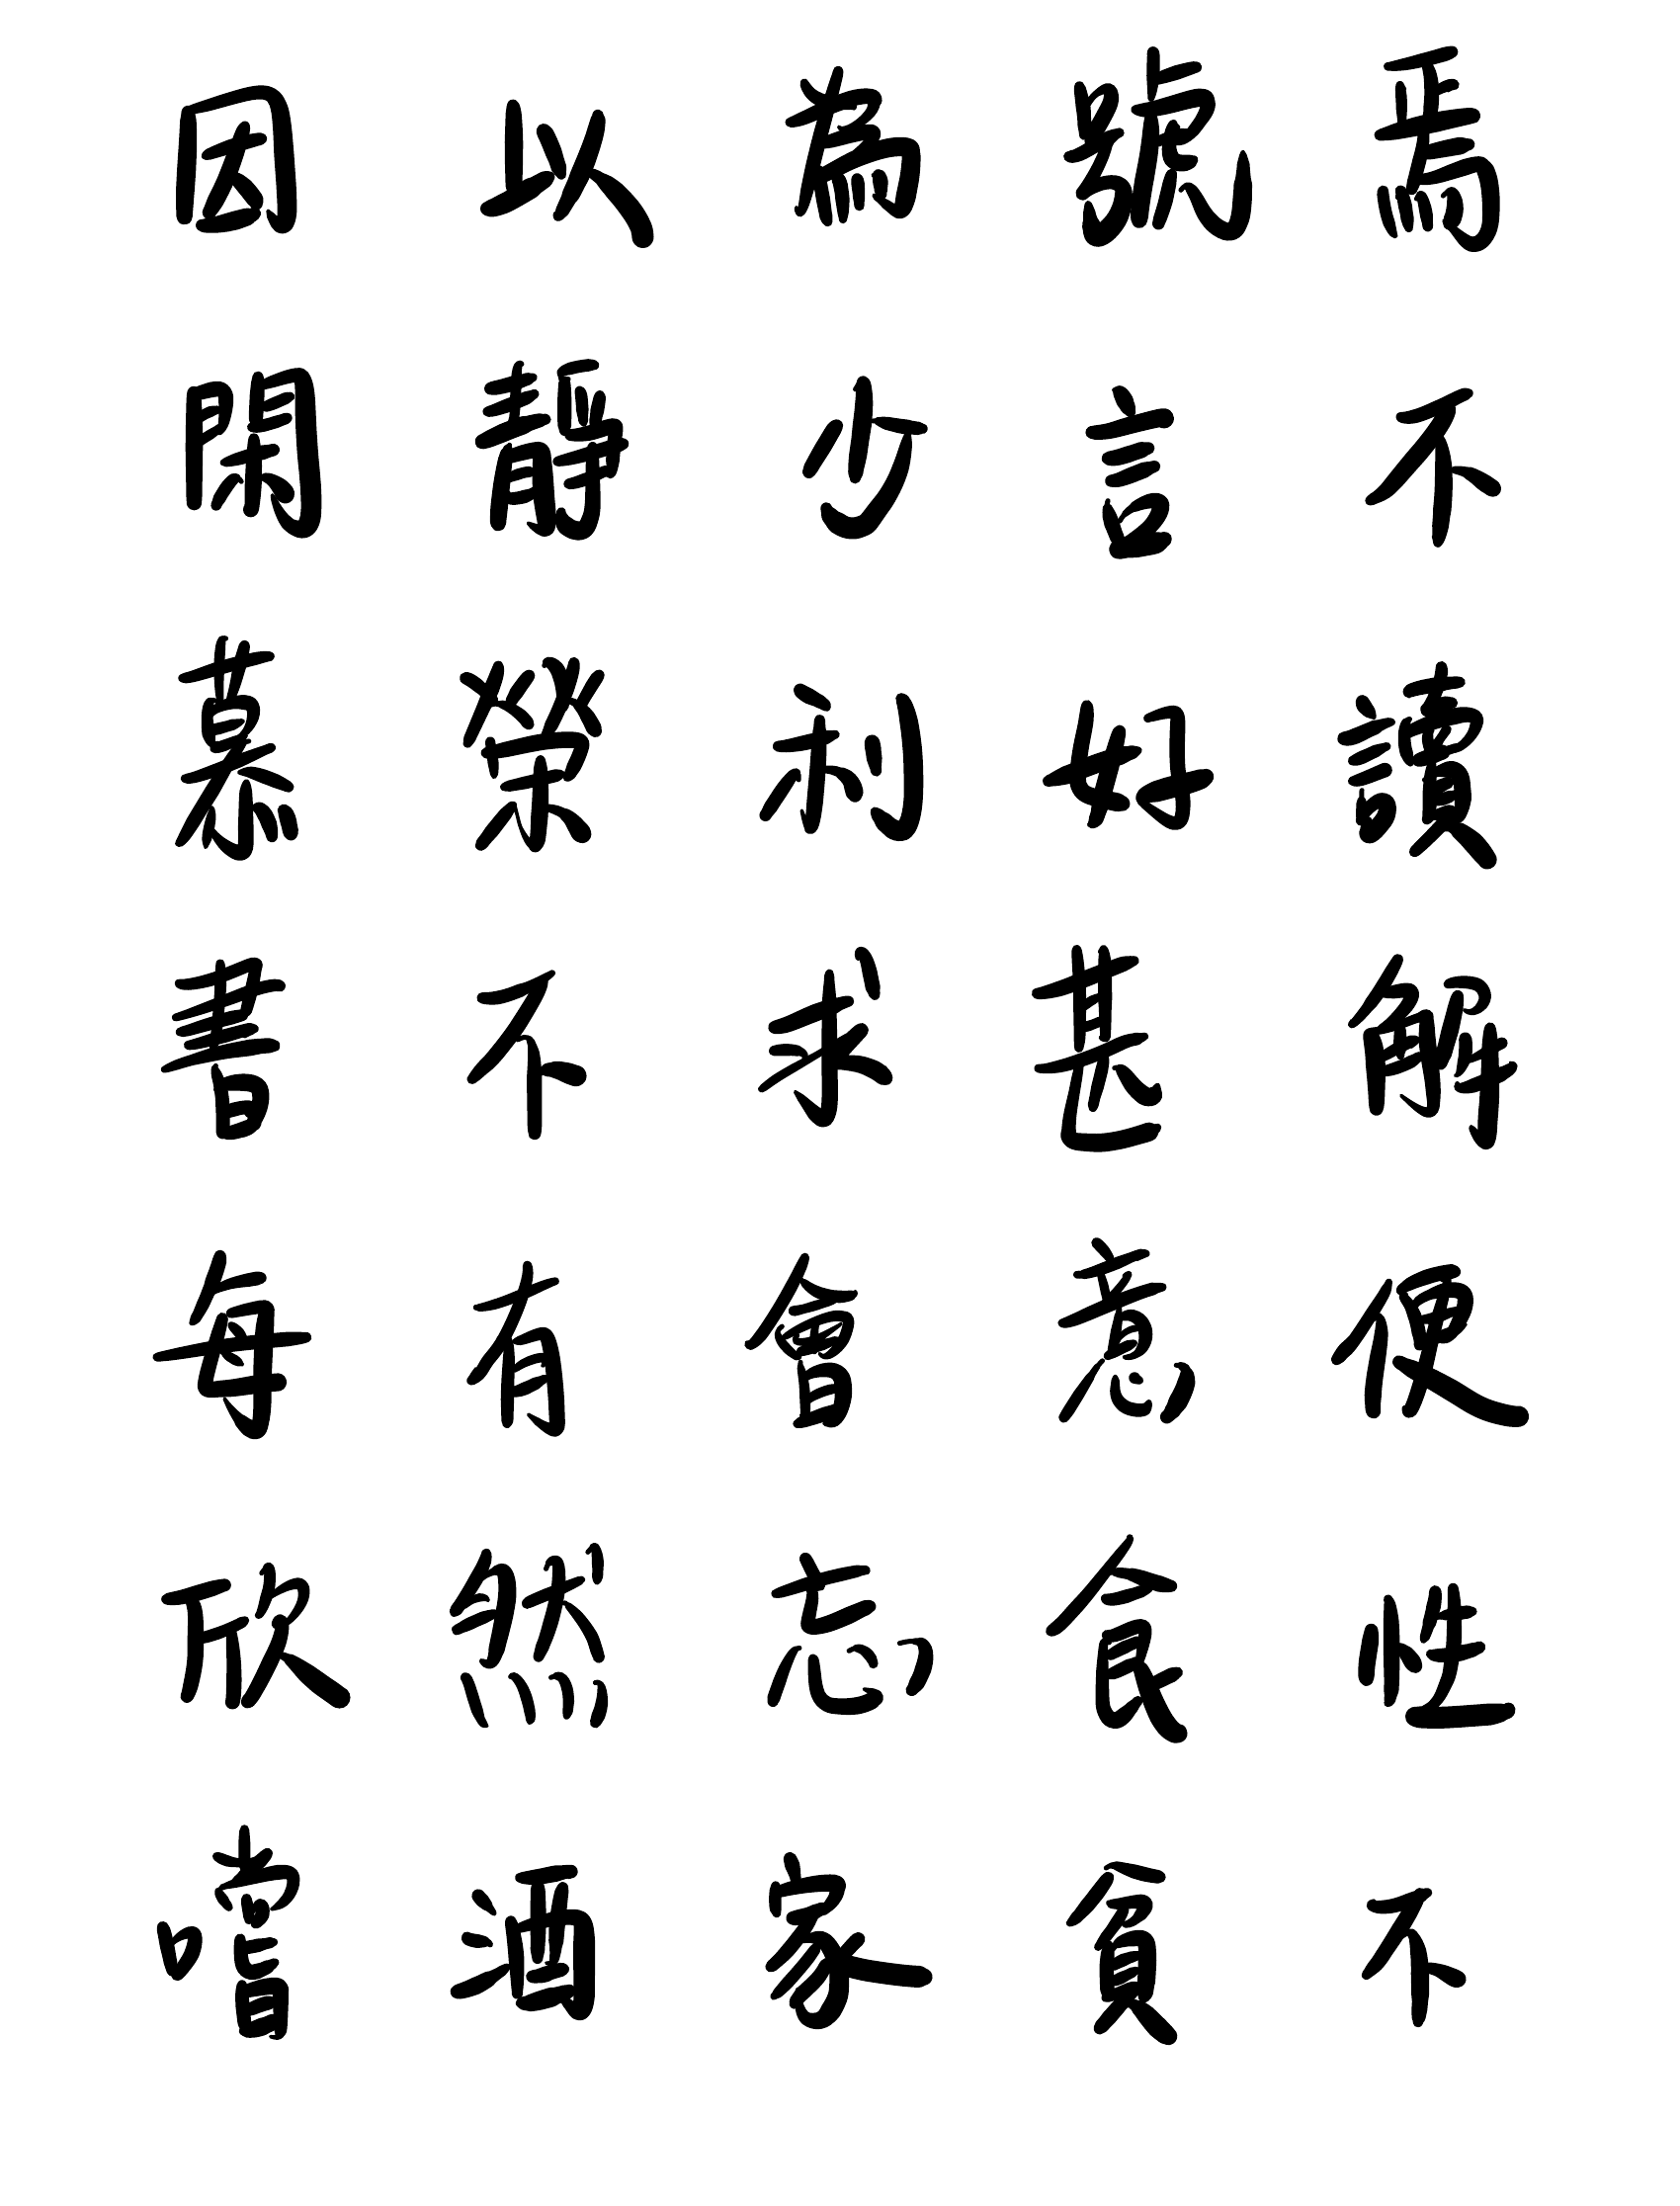 因以為號焉
閑靜少言不
慕榮利好讀
書不求甚解
每有會意便
欣然忘食性
嚐酒家貧不